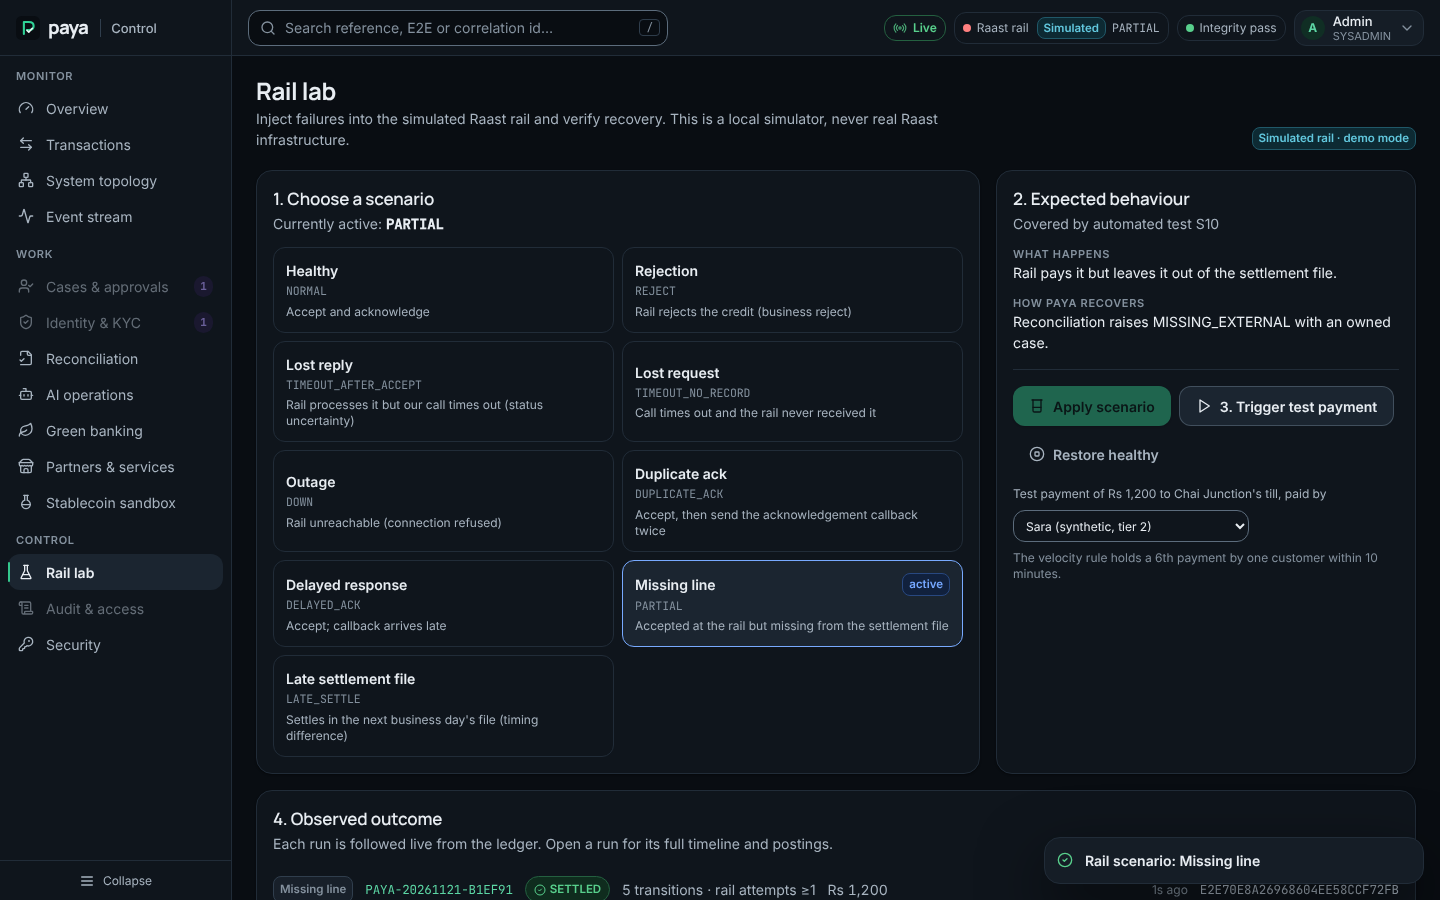 paya
Control
Search reference, E2E or correlation id...
/
Live
Raast rail
Simulated
PARTIAL
Integrity pass
A
Admin
SYSADMIN
MONITOR
Overview
Transactions
System topology
Event stream
WORK
Cases & approvals
1
Identity & KYC
1
Reconciliation
AI operations
Green banking
Partners & services
Stablecoin sandbox
CONTROL
Rail lab
Audit & access
Security
Collapse
Rail lab
Inject failures into the simulated Raast rail and verify recovery. This is a local simulator, never real Raast
infrastructure.
Simulated rail · demo mode
1. Choose a scenario
Currently active: PARTIAL
Healthy
NORMAL
Accept and acknowledge
Rejection
REJECT
Rail rejects the credit (business reject)
Lost reply
TIMEOUT_AFTER_ACCEPT
Rail processes it but our call times out (status
uncertainty)
Lost request
TIMEOUT_NO_RECORD
Call times out and the rail never received it
Outage
DOWN
Rail unreachable (connection refused)
Duplicate ack
DUPLICATE_ACK
Accept, then send the acknowledgement callback
twice
Delayed response
DELAYED_ACK
Accept; callback arrives late
Missing line
active
PARTIAL
Accepted at the rail but missing from the settlement file
Late settlement file
LATE_SETTLE
Settles in the next business day's file (timing
difference)
2. Expected behaviour
Covered by automated test S10
WHAT HAPPENS
Rail pays it but leaves it out of the settlement file.
HOW PAYA RECOVERS
Reconciliation raises MISSING_EXTERNAL with an owned
case.
Apply scenario
3. Trigger test payment
Restore healthy
Test payment of Rs 1,200 to Chai Junction's till, paid by
Sara (synthetic, tier 2)
The velocity rule holds a 6th payment by one customer within 10
minutes.
4. Observed outcome
Each run is followed live from the ledger. Open a run for its full timeline and postings.
Missing line
PAYA-20261121-B1EF91
SETTLED
5 transitions · rail attempts ≥1
Rs 1,200
1s ago
E2E70E8A26968604EE58CCF72FB
Rail scenario: Missing line